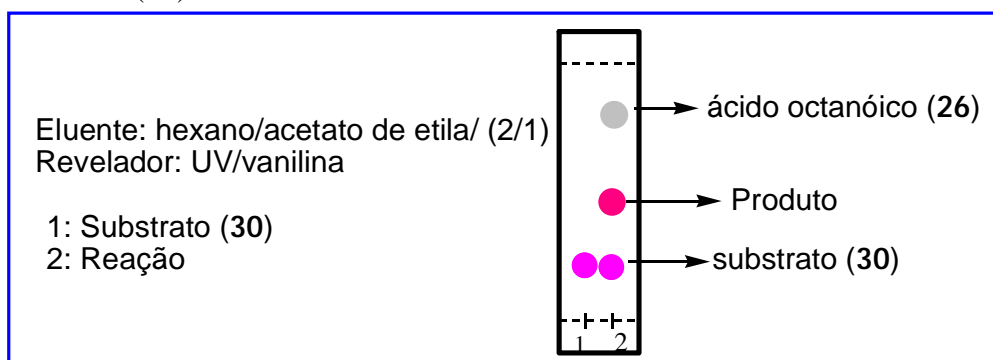 Eluente: hexano/acetato de etila/ (2/1)
Revelador: UV/vanilina
1: Substrato (30)
2: Reação
ácido octanóico (26)
Produto
substrato (30)
1 2